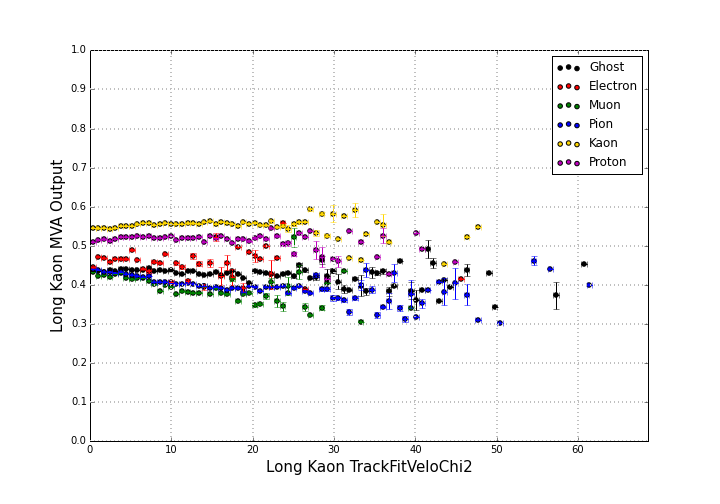 1.0
0.9
0.8
0.7
0.6
0.5
0.4
0.3
0.2
0.1
0.0
Long Kaon MVA Output
Ghost
Electron
Muon
Pion
Kaon
Proton
0 10 20 30 40 50 60
Long Kaon TrackFitVeloChi2